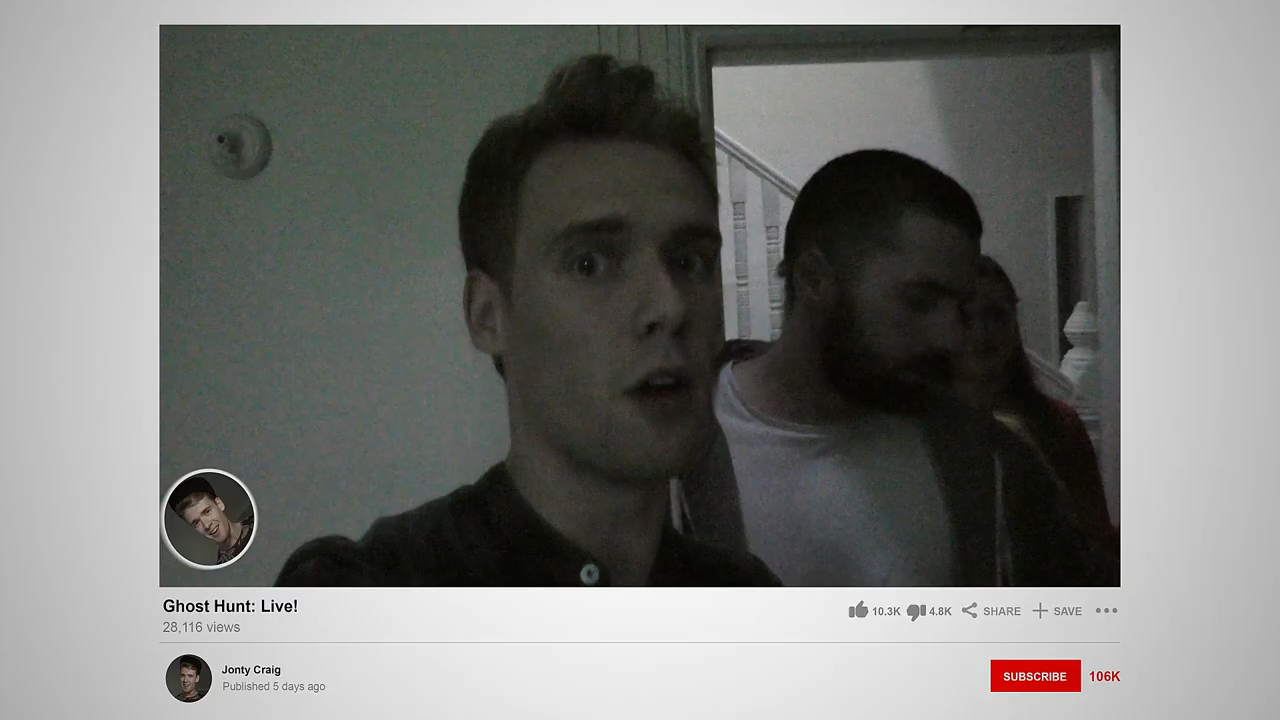 Ghost Hunt: Live!
10.3K 4.8K SHARE SAVE
28,116 views
Jonty Craig
Published 5 days ago
SUBSCRIBE 106K